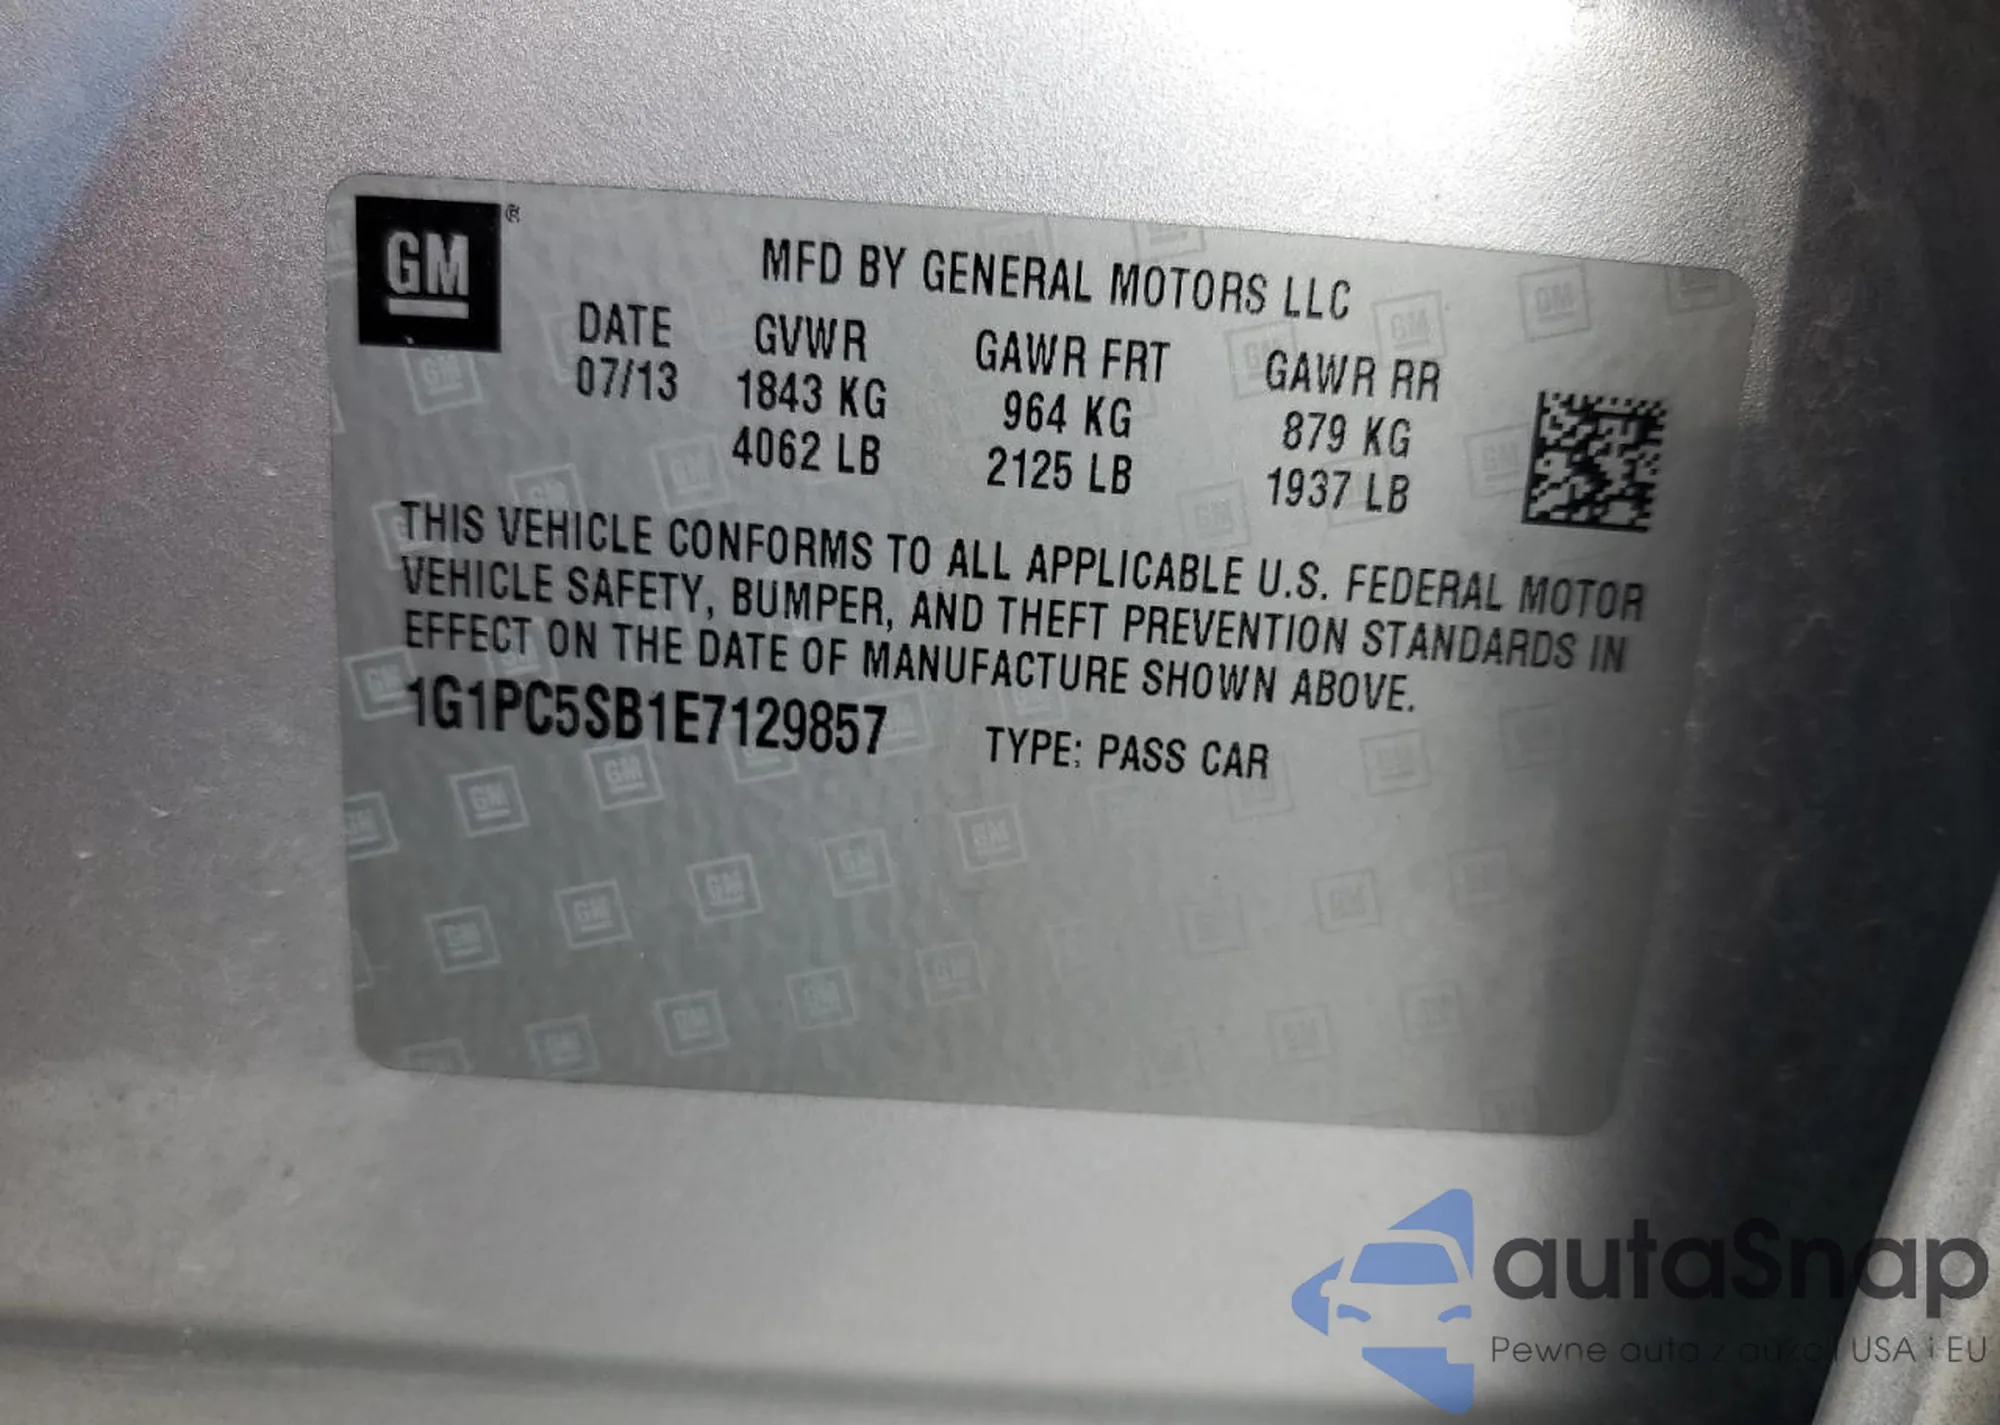 GM ®
MFD BY GENERAL MOTORS LLC
DATE GVWR GAWR FRT GAWR RR
07/13 1843 KG 964 KG 879 KG
4062 LB 2125 LB 1937 LB
THIS VEHICLE CONFORMS TO ALL APPLICABLE U.S. FEDERAL MOTOR
VEHICLE SAFETY, BUMPER, AND THEFT PREVENTION STANDARDS IN
EFFECT ON THE DATE OF MANUFACTURE SHOWN ABOVE.
1G1PC5SB1E7129857 TYPE: PASS CAR
autaSnap
Pewne auta z aukcji USA i EU